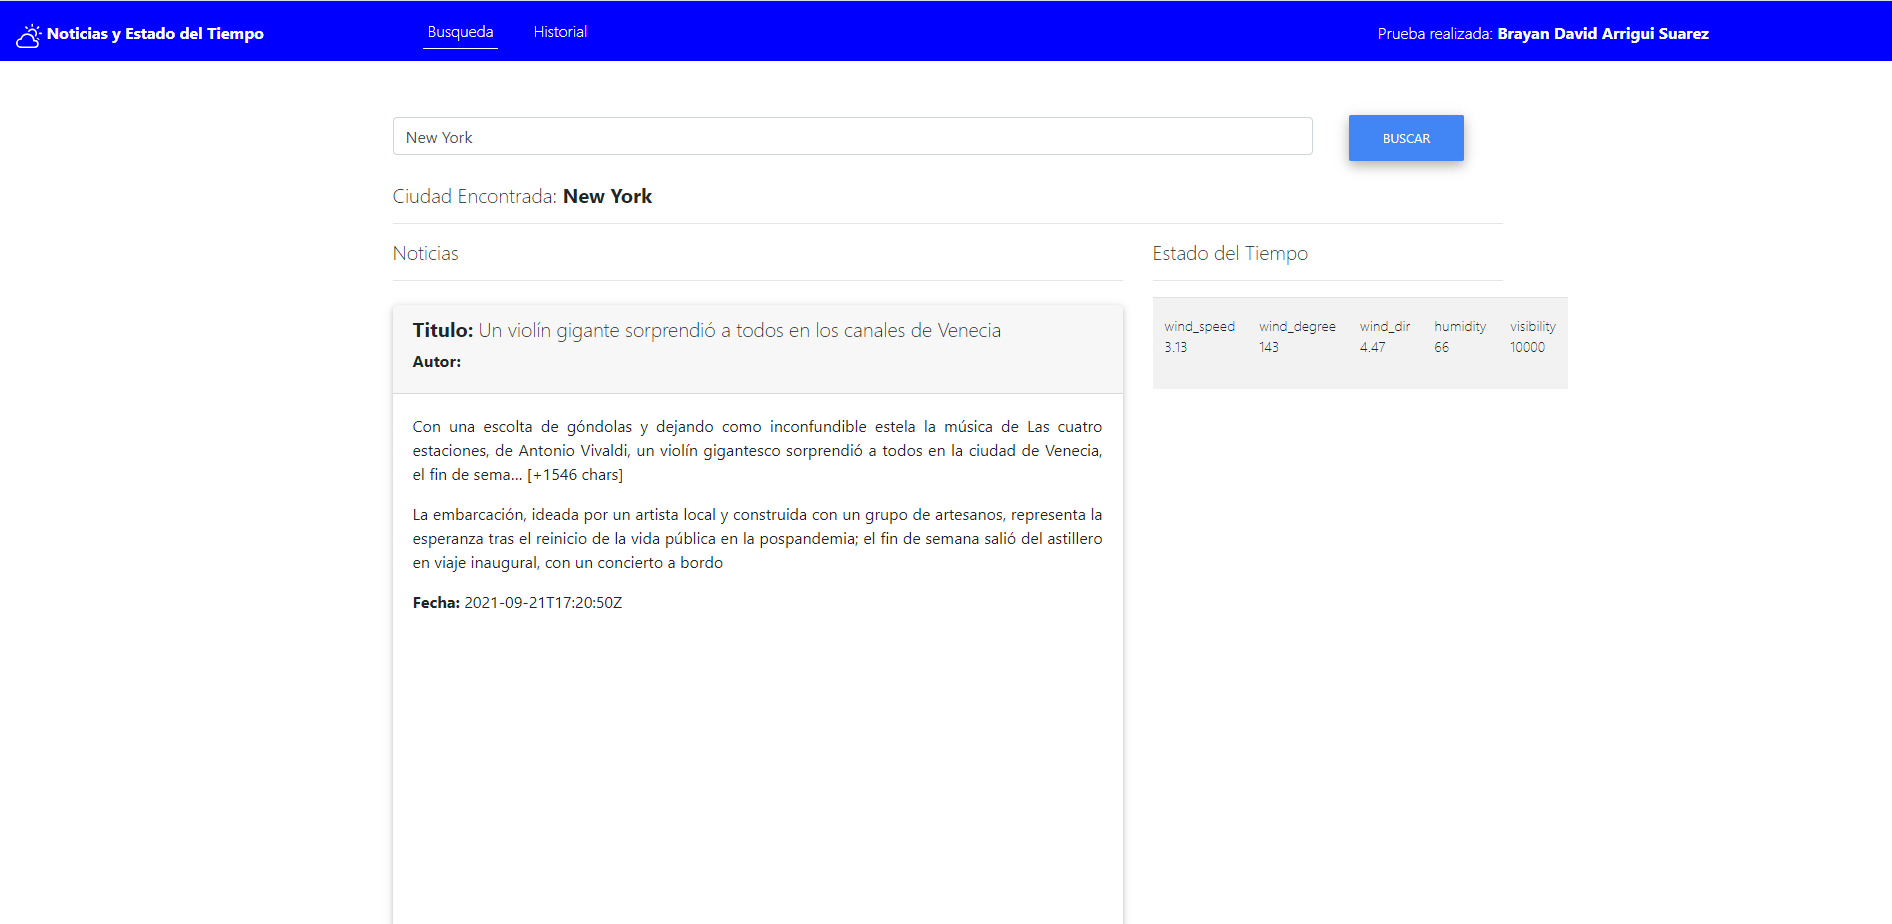 Noticias y Estado del Tiempo
Busqueda
Historial
Prueba realizada: Brayan David Arrigui Suarez
New York
BUSCAR
Ciudad Encontrada: New York
Noticias
Estado del Tiempo
Titulo: Un violín gigante sorprendió a todos en los canales de Venecia
Autor:
Con una escolta de góndolas y dejando como inconfundible estela la música de Las cuatro
estaciones, de Antonio Vivaldi, un violín gigantesco sorprendió a todos en la ciudad de Venecia,
el fin de sema... [+1546 chars]
La embarcación, ideada por un artista local y construida con un grupo de artesanos, representa la
esperanza tras el reinicio de la vida pública en la pospandemia; el fin de semana salió del astillero
en viaje inaugural, con un concierto a bordo
Fecha: 2021-09-21T17:20:50Z
wind_speed wind_degree wind_dir humidity visibility
3.13 143 4.47 66 10000